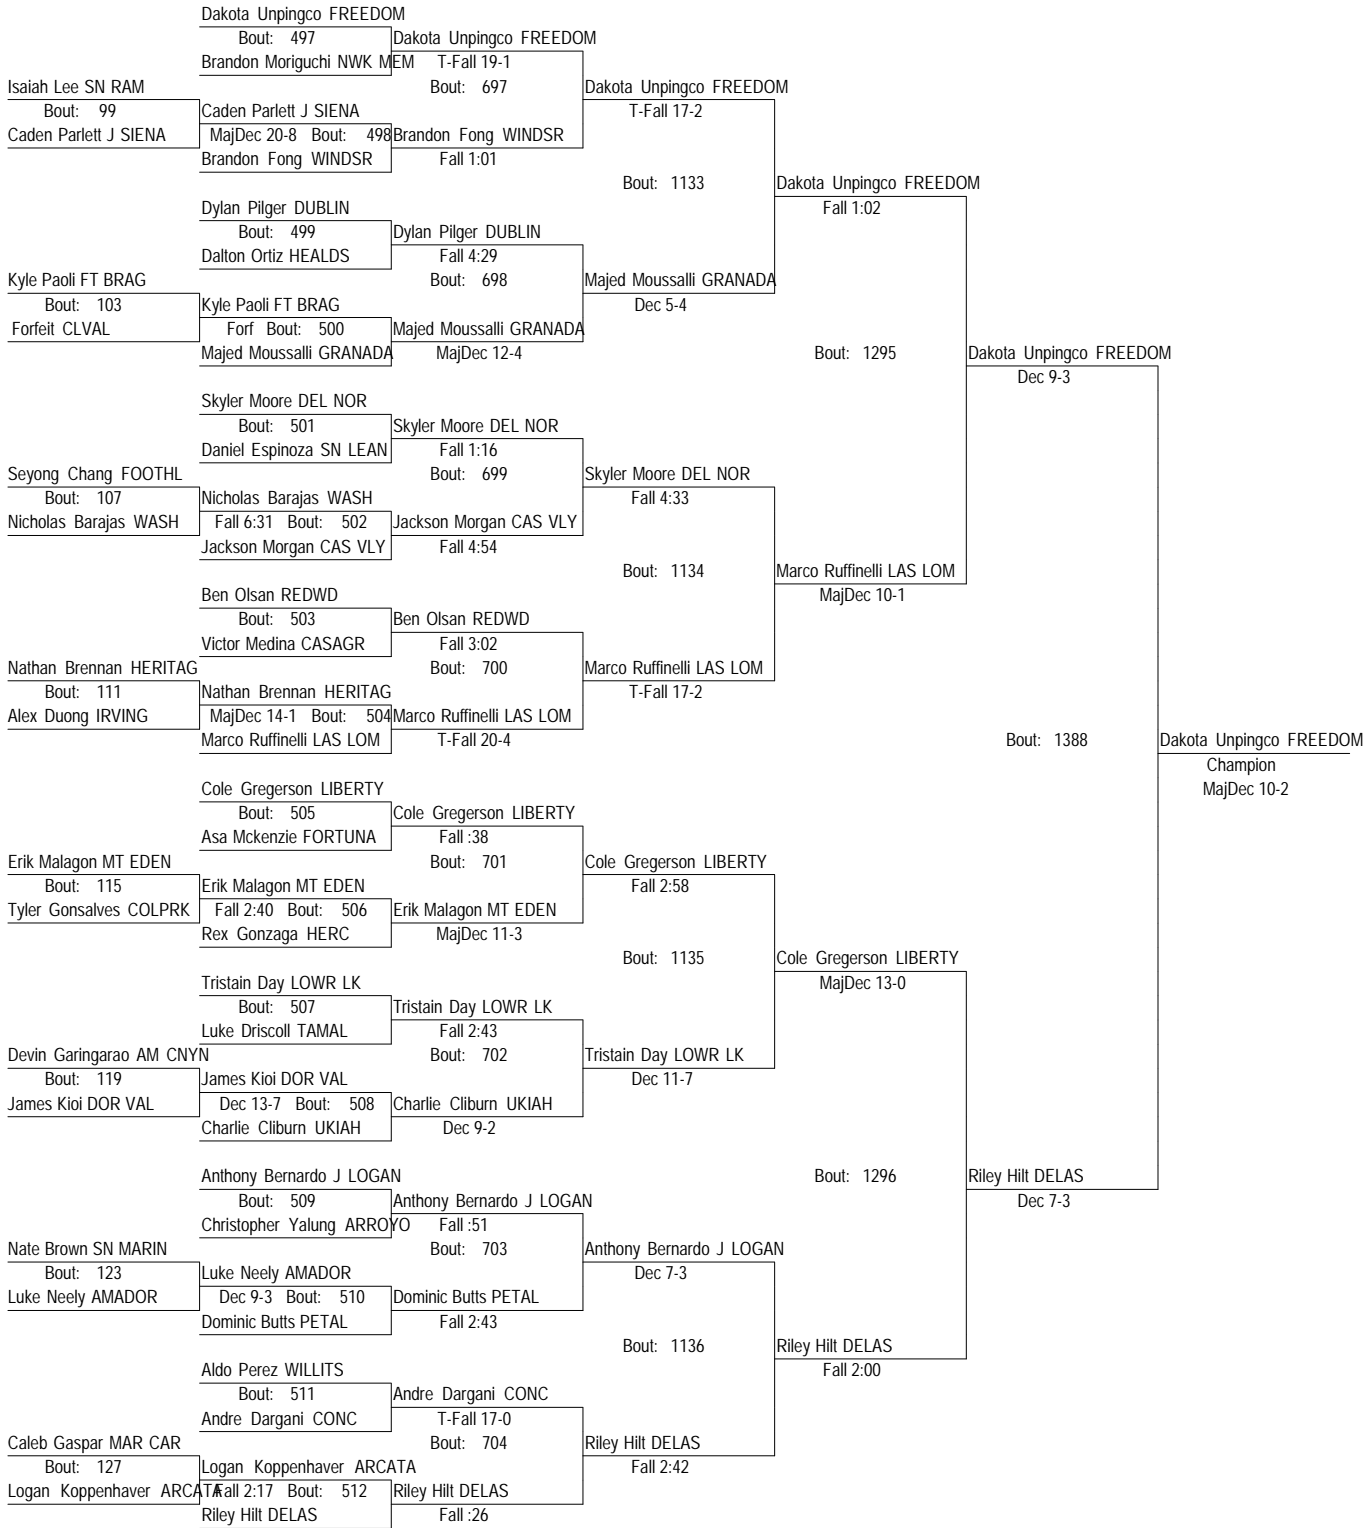 Dakota Unpingco FREEDOM
Bout: 497
Dakota Unpingco FREEDOM
Brandon Moriguchi NWK MEM
T-Fall 19-1
Isaiah Lee SN RAM
Bout: 697
Dakota Unpingco FREEDOM
Bout: 99
Caden Parlett J SIENA
T-Fall 17-2
Caden Parlett J SIENA
MajDec 20-8 Bout: 498
Brandon Fong WINDSR
Brandon Fong WINDSR
Fall 1:01
Bout: 1133
Dakota Unpingco FREEDOM
Dylan Pilger DUBLIN
Fall 1:02
Bout: 499
Dylan Pilger DUBLIN
Dalton Ortiz HEALDS
Fall 4:29
Kyle Paoli FT BRAG
Bout: 698
Majed Moussalli GRANADA
Bout: 103
Kyle Paoli FT BRAG
Dec 5-4
Forfeit CLVAL
Forf Bout: 500
Majed Moussalli GRANADA
Majed Moussalli GRANADA
MajDec 12-4
Bout: 1295
Dakota Unpingco FREEDOM
Dec 9-3
Skyler Moore DEL NOR
Bout: 501
Skyler Moore DEL NOR
Daniel Espinoza SN LEAN
Fall 1:16
Seyong Chang FOOTHL
Bout: 699
Skyler Moore DEL NOR
Bout: 107
Nicholas Barajas WASH
Fall 4:33
Nicholas Barajas WASH
Fall 6:31 Bout: 502
Jackson Morgan CAS VLY
Jackson Morgan CAS VLY
Fall 4:54
Bout: 1134
Marco Ruffinelli LAS LOM
Ben Olsan REDWD
MajDec 10-1
Bout: 503
Ben Olsan REDWD
Victor Medina CASAGR
Fall 3:02
Nathan Brennan HERITAG
Bout: 700
Marco Ruffinelli LAS LOM
Bout: 111
Nathan Brennan HERITAG
T-Fall 17-2
Alex Duong IRVING
MajDec 14-1 Bout: 504
Marco Ruffinelli LAS LOM
Marco Ruffinelli LAS LOM
T-Fall 20-4
Bout: 1388
Dakota Unpingco FREEDOM
Champion
MajDec 10-2
Cole Gregerson LIBERTY
Bout: 505
Cole Gregerson LIBERTY
Asa Mckenzie FORTUNA
Fall :38
Erik Malagon MT EDEN
Bout: 701
Cole Gregerson LIBERTY
Bout: 115
Erik Malagon MT EDEN
Fall 2:58
Tyler Gonsalves COLPRK
Fall 2:40 Bout: 506
Erik Malagon MT EDEN
Rex Gonzaga HERC
MajDec 11-3
Bout: 1135
Cole Gregerson LIBERTY
Tristain Day LOWR LK
MajDec 13-0
Bout: 507
Tristain Day LOWR LK
Luke Driscoll TAMAL
Fall 2:43
Devin Garingarao AM CNYN
Bout: 702
Tristain Day LOWR LK
Bout: 119
James Kioi DOR VAL
Dec 11-7
James Kioi DOR VAL
Dec 13-7 Bout: 508
Charlie Cliburn UKIAH
Charlie Cliburn UKIAH
Dec 9-2
Anthony Bernardo J LOGAN
Bout: 1296
Riley Hilt DELAS
Bout: 509
Anthony Bernardo J LOGAN
Dec 7-3
Christopher Yalung ARROYO
Fall :51
Nate Brown SN MARIN
Bout: 703
Anthony Bernardo J LOGAN
Bout: 123
Luke Neely AMADOR
Dec 7-3
Luke Neely AMADOR
Dec 9-3 Bout: 510
Dominic Butts PETAL
Dominic Butts PETAL
Fall 2:43
Bout: 1136
Riley Hilt DELAS
Aldo Perez WILLITS
Fall 2:00
Bout: 511
Andre Dargani CONC
Andre Dargani CONC
T-Fall 17-0
Caleb Gaspar MAR CAR
Bout: 704
Riley Hilt DELAS
Bout: 127
Logan Koppenhaver ARCATA
Fall 2:42
Logan Koppenhaver ARCATA
Fall 2:17 Bout: 512
Riley Hilt DELAS
Riley Hilt DELAS
Fall :26